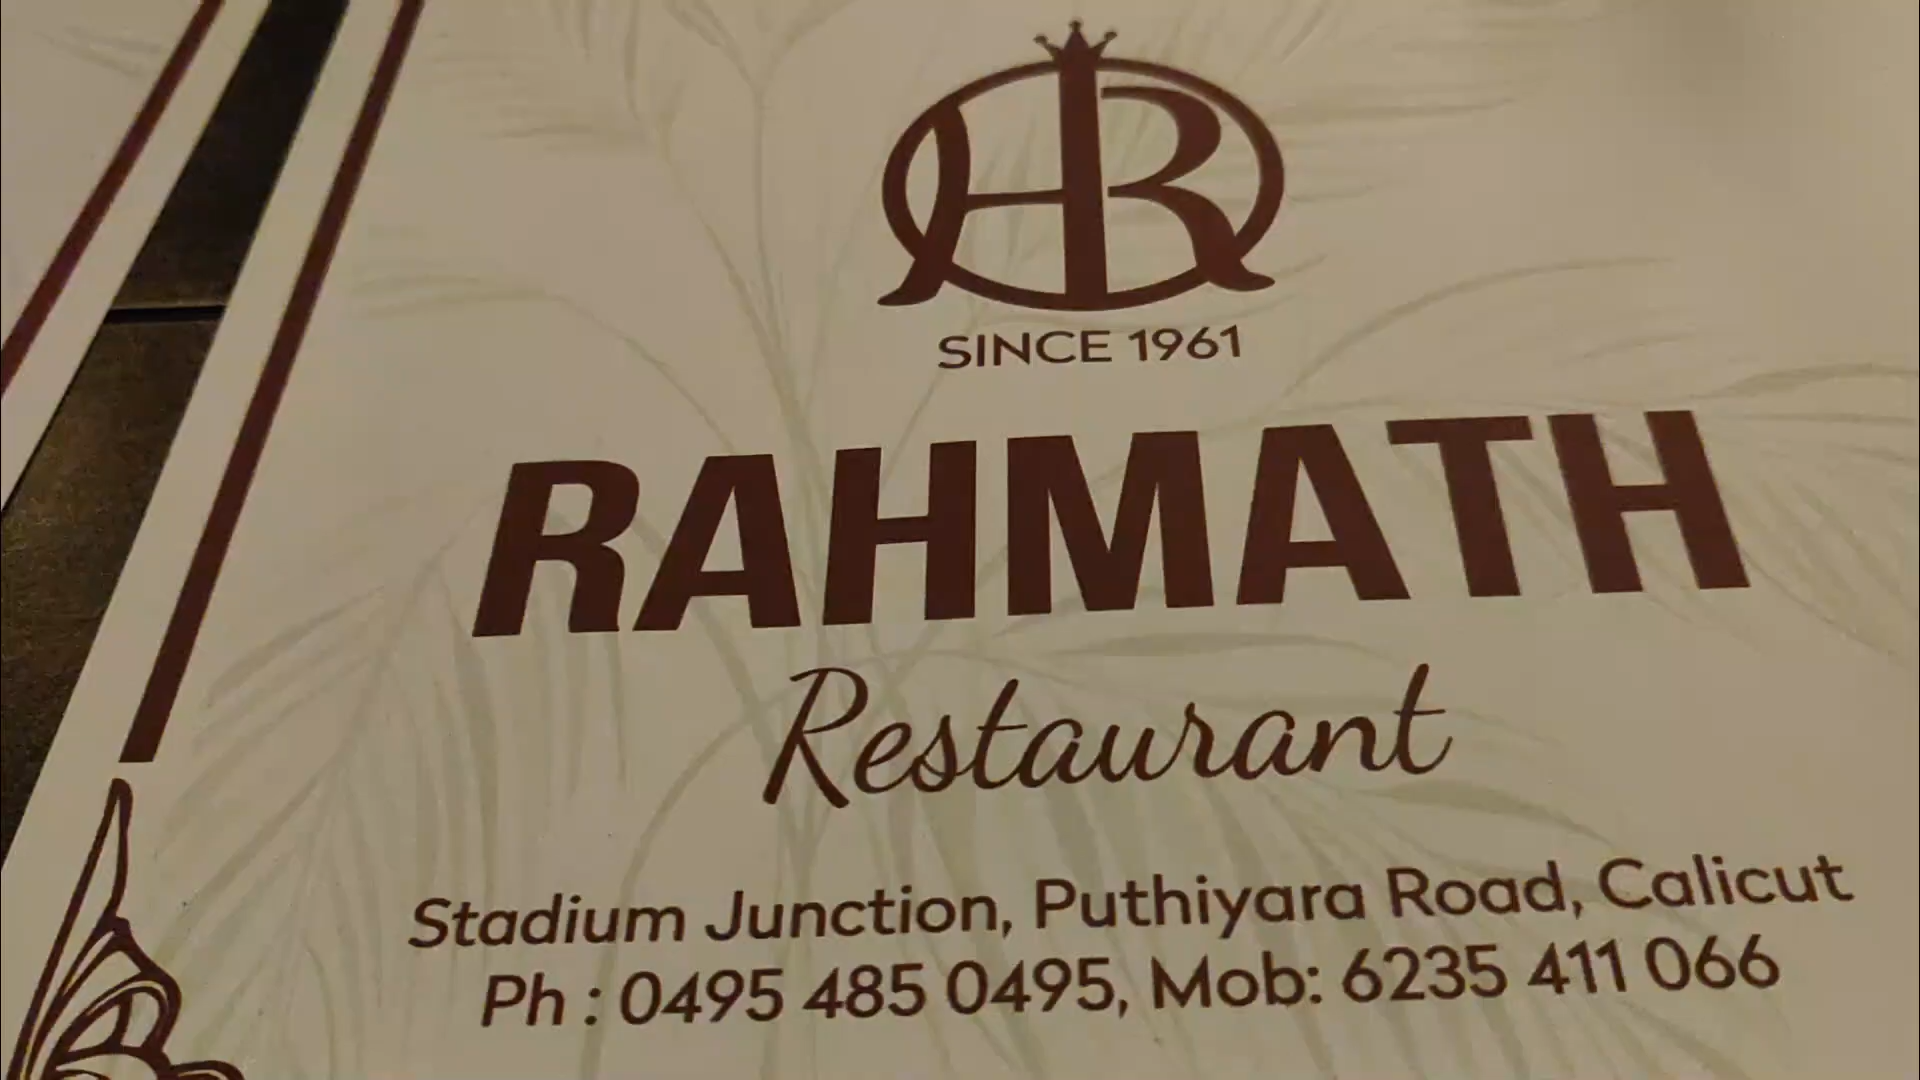 HR
SINCE 1961
RAHMATH
Restaurant
Stadium Junction, Puthiyara Road, Calicut
Ph : 0495 485 0495, Mob: 6235 411 066